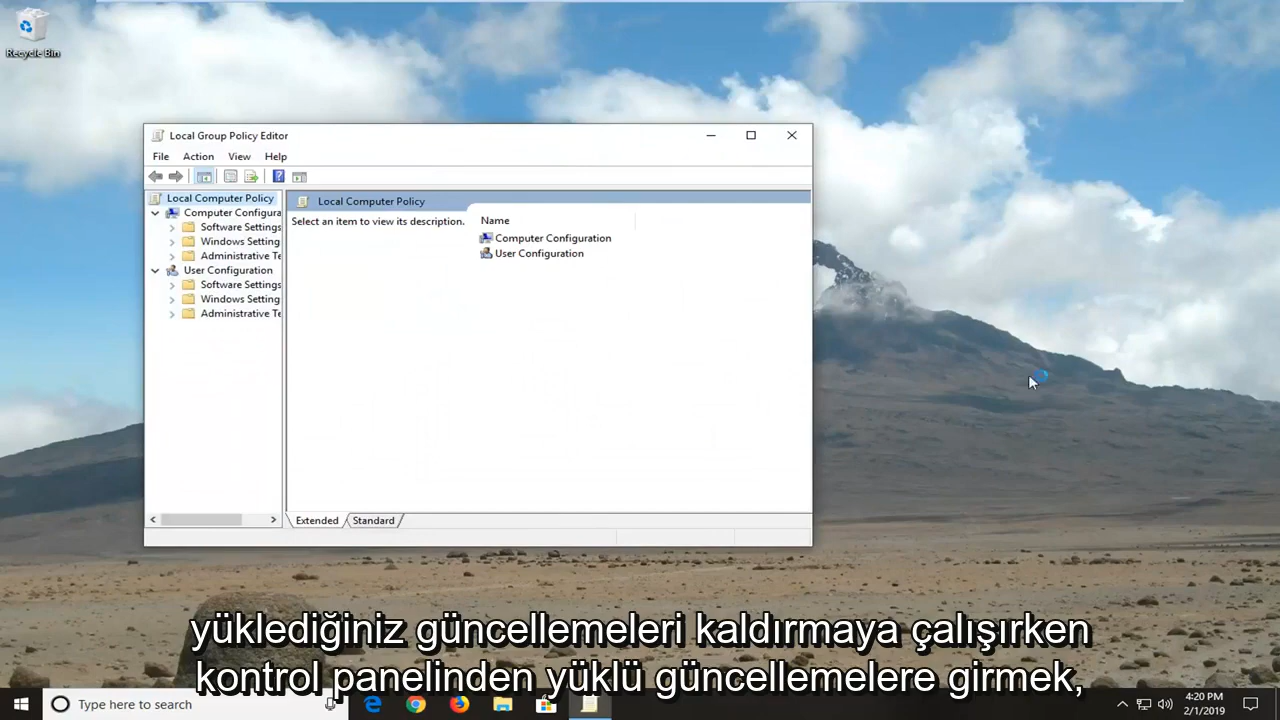 Recycle Bin
Local Group Policy Editor
File Action View Help
Local Computer Policy
Computer Configura
Software Settings
Windows Setting
Administrative Te
User Configuration
Software Settings
Windows Setting
Administrative Te
Local Computer Policy
Select an item to view its description.
Name
Computer Configuration
User Configuration
Extended Standard
yüklediğiniz güncellemeleri kaldırmaya çalışırken
kontrol panelinden yüklü güncellemelere girmek,
Type here to search
4:20 PM
2/1/2019